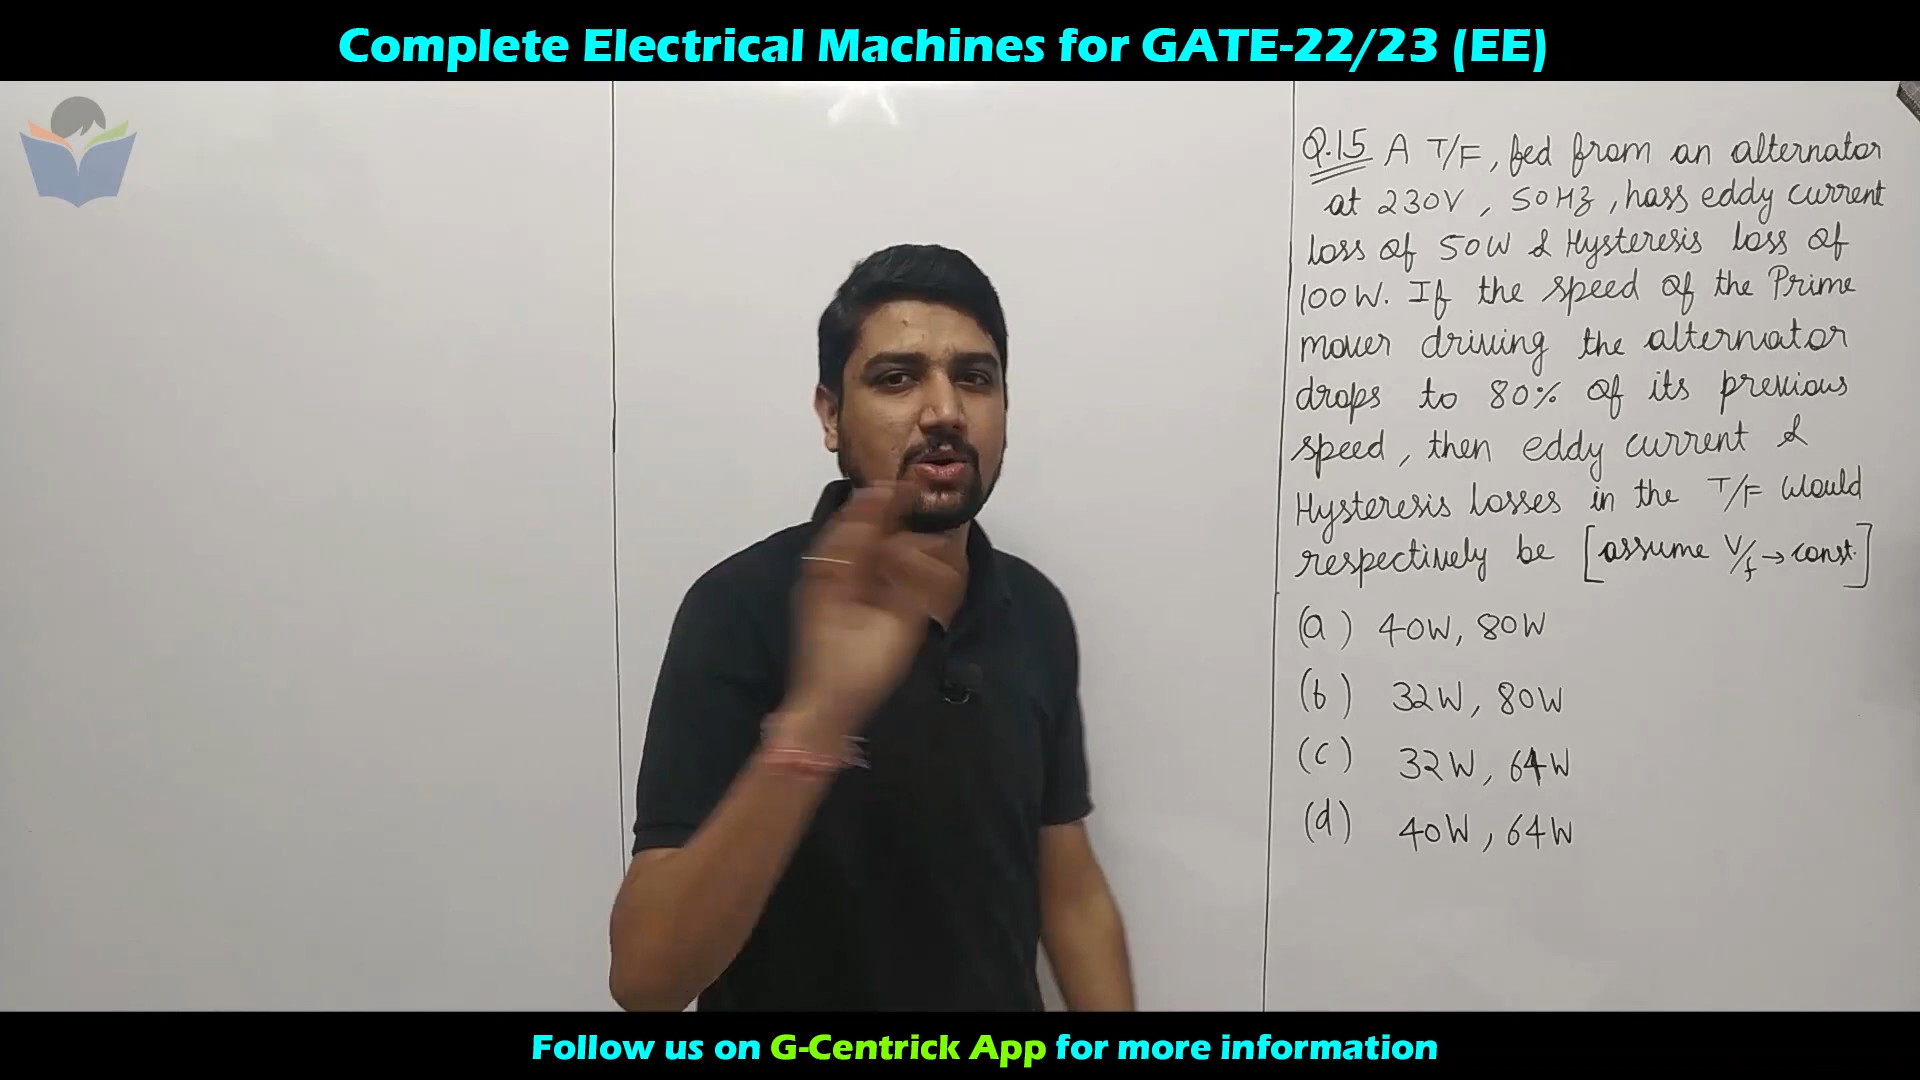 Complete Electrical Machines for GATE-22/23 (EE)
Q.15 A T/F, fed from an alternator
at 230V, 50Hz, hass eddy current
loss of 50W & Hysteresis loss of
100W. If the speed of the Prime
mover driving the alternator
drops to 80% of its previous
speed, then eddy current &
Hysteresis losses in the T/F would
respectively be [assume V/f → const.]
(a) 40W, 80W
(b) 32W, 80W
(c) 32W, 64W
(d) 40W, 64W
Follow us on G-Centrick App for more information